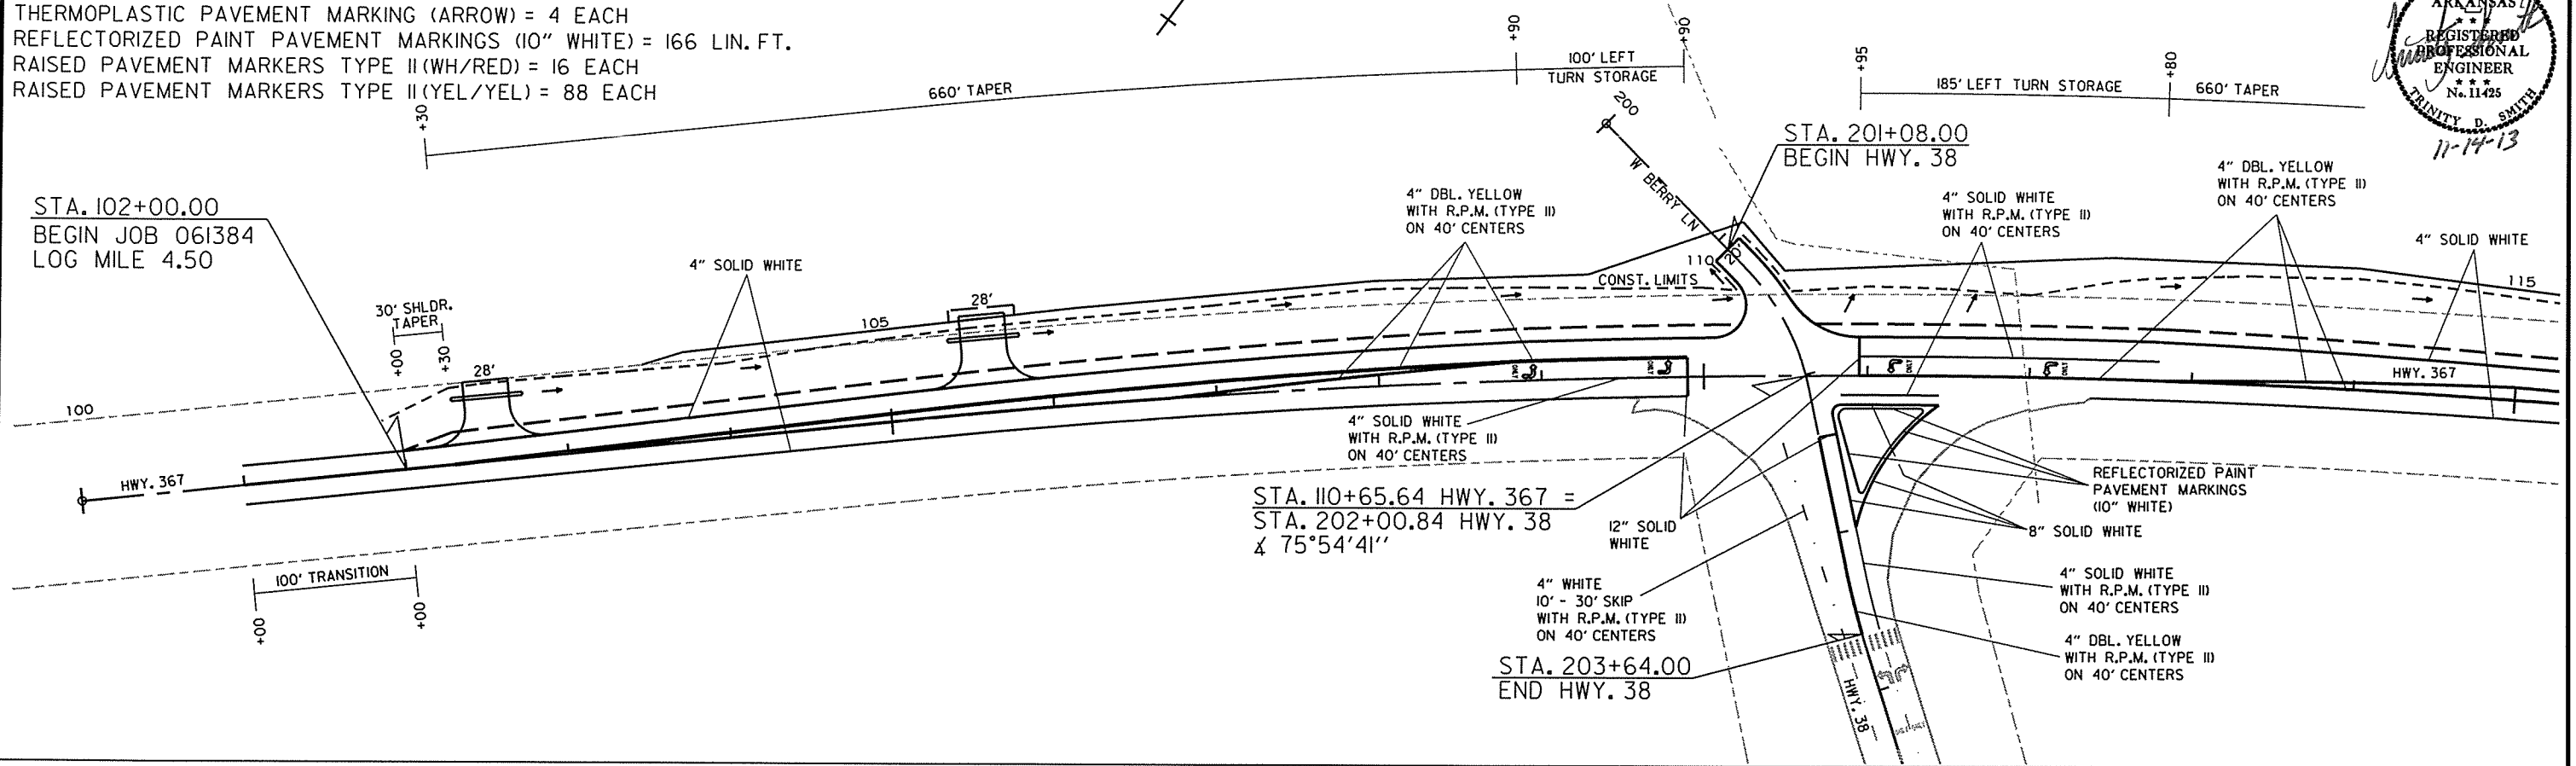 THERMOPLASTIC PAVEMENT MARKING (ARROW) = 4 EACH
REFLECTORIZED PAINT PAVEMENT MARKINGS (10" WHITE) = 166 LIN. FT.
RAISED PAVEMENT MARKERS TYPE II (WH/RED) = 16 EACH
RAISED PAVEMENT MARKERS TYPE II (YEL/YEL) = 88 EACH
ARKANSAS
REGISTERED
PROFESSIONAL
ENGINEER
No. 11425
TRINITY D. SMITH
11-14-13
+30
660' TAPER
+90
100' LEFT
TURN STORAGE
+90
+95
185' LEFT TURN STORAGE
+80
660' TAPER
200
W BERRY LN
STA. 201+08.00
BEGIN HWY. 38
STA. 102+00.00
BEGIN JOB 061384
LOG MILE 4.50
4" DBL. YELLOW
WITH R.P.M. (TYPE II)
ON 40' CENTERS
4" SOLID WHITE
WITH R.P.M. (TYPE II)
ON 40' CENTERS
4" DBL. YELLOW
WITH R.P.M. (TYPE II)
ON 40' CENTERS
4" SOLID WHITE
4" SOLID WHITE
30' SHLDR.
TAPER
+00
+30
28'
28'
100
105
110
20'
CONST. LIMITS
115
HWY. 367
HWY. 367
ONLY
ONLY
ONLY
ONLY
4" SOLID WHITE
WITH R.P.M. (TYPE II)
ON 40' CENTERS
STA. 110+65.64 HWY. 367 =
STA. 202+00.84 HWY. 38
∡ 75°54'41''
12" SOLID
WHITE
REFLECTORIZED PAINT
PAVEMENT MARKINGS
(10" WHITE)
8" SOLID WHITE
100' TRANSITION
+00
+00
4" WHITE
10' - 30' SKIP
WITH R.P.M. (TYPE II)
ON 40' CENTERS
4" SOLID WHITE
WITH R.P.M. (TYPE II)
ON 40' CENTERS
4" DBL. YELLOW
WITH R.P.M. (TYPE II)
ON 40' CENTERS
STA. 203+64.00
END HWY. 38
HWY. 38